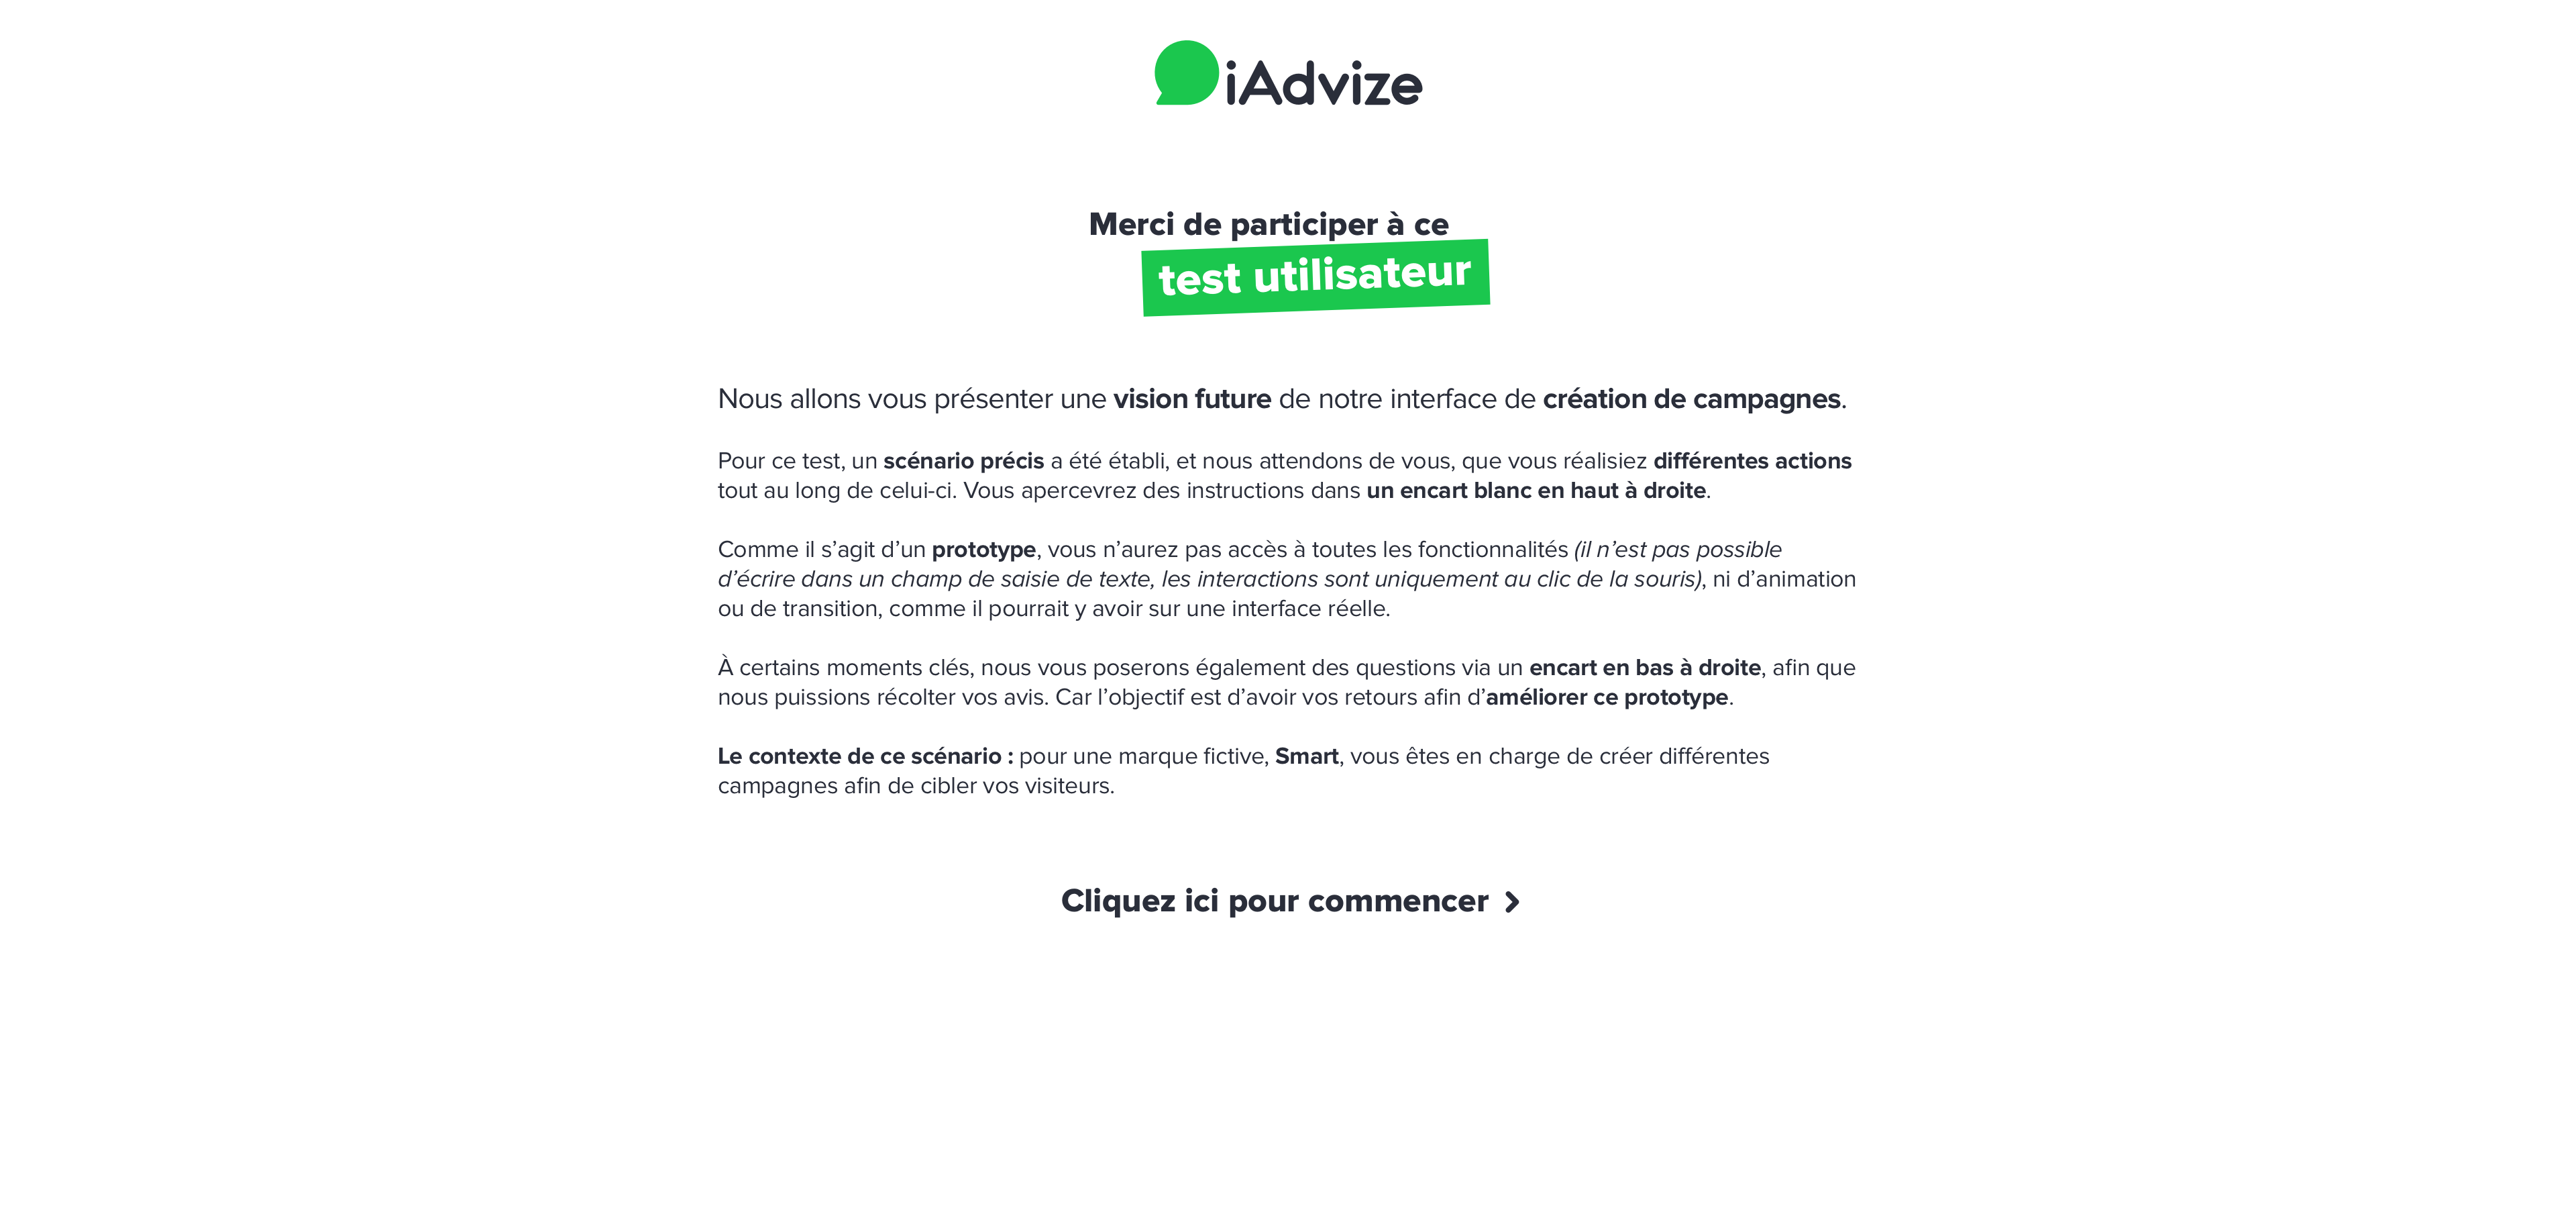 iAdvize
Merci de participer à ce
test utilisateur
Nous allons vous présenter une vision future de notre interface de création de campagnes.
Pour ce test, un scénario précis a été établi, et nous attendons de vous, que vous réalisiez différentes actions
tout au long de celui-ci. Vous apercevrez des instructions dans un encart blanc en haut à droite.
Comme il s’agit d’un prototype, vous n’aurez pas accès à toutes les fonctionnalités (il n’est pas possible
d’écrire dans un champ de saisie de texte, les interactions sont uniquement au clic de la souris), ni d’animation
ou de transition, comme il pourrait y avoir sur une interface réelle.
À certains moments clés, nous vous poserons également des questions via un encart en bas à droite, afin que
nous puissions récolter vos avis. Car l’objectif est d’avoir vos retours afin d’améliorer ce prototype.
Le contexte de ce scénario : pour une marque fictive, Smart, vous êtes en charge de créer différentes
campagnes afin de cibler vos visiteurs.
Cliquez ici pour commencer